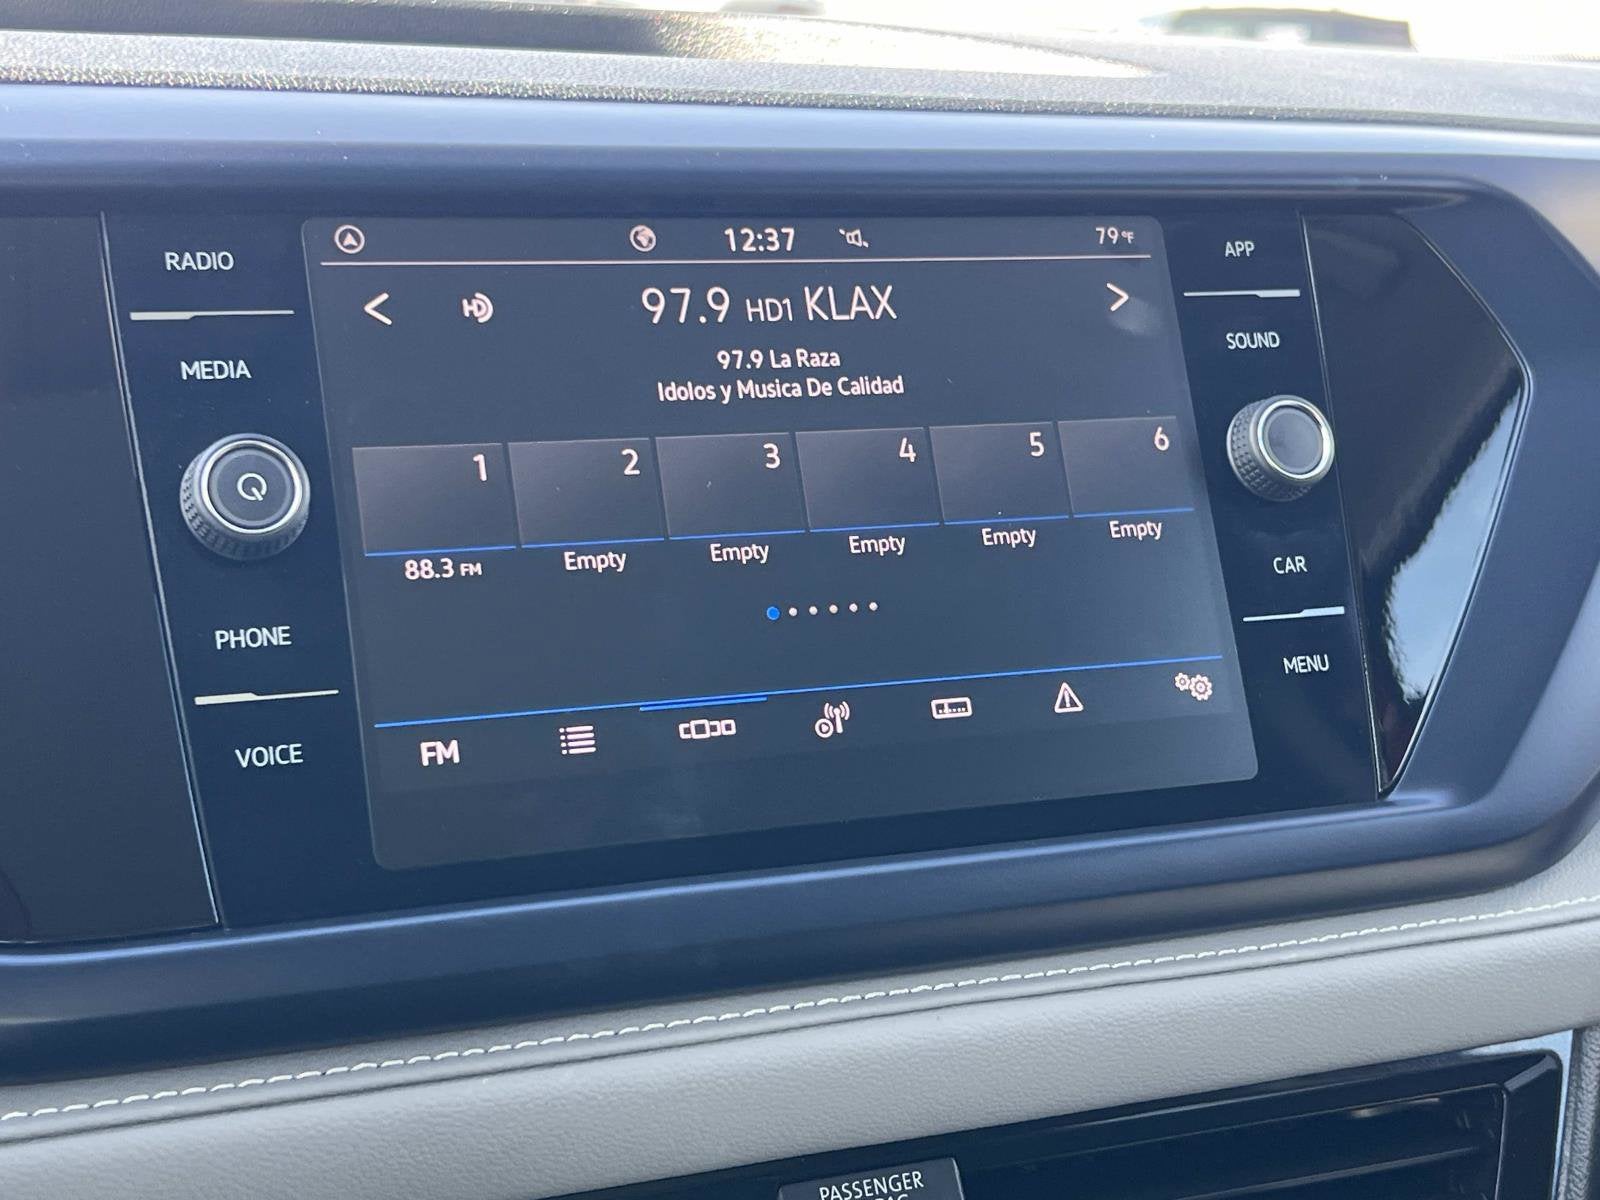 RADIO
MEDIA
PHONE
VOICE
12:37
79°F
HD
97.9 HD1 KLAX
97.9 La Raza
Idolos y Musica De Calidad
1 2 3 4 5 6
88.3 FM Empty Empty Empty Empty Empty
FM
APP
SOUND
CAR
MENU
PASSENGER